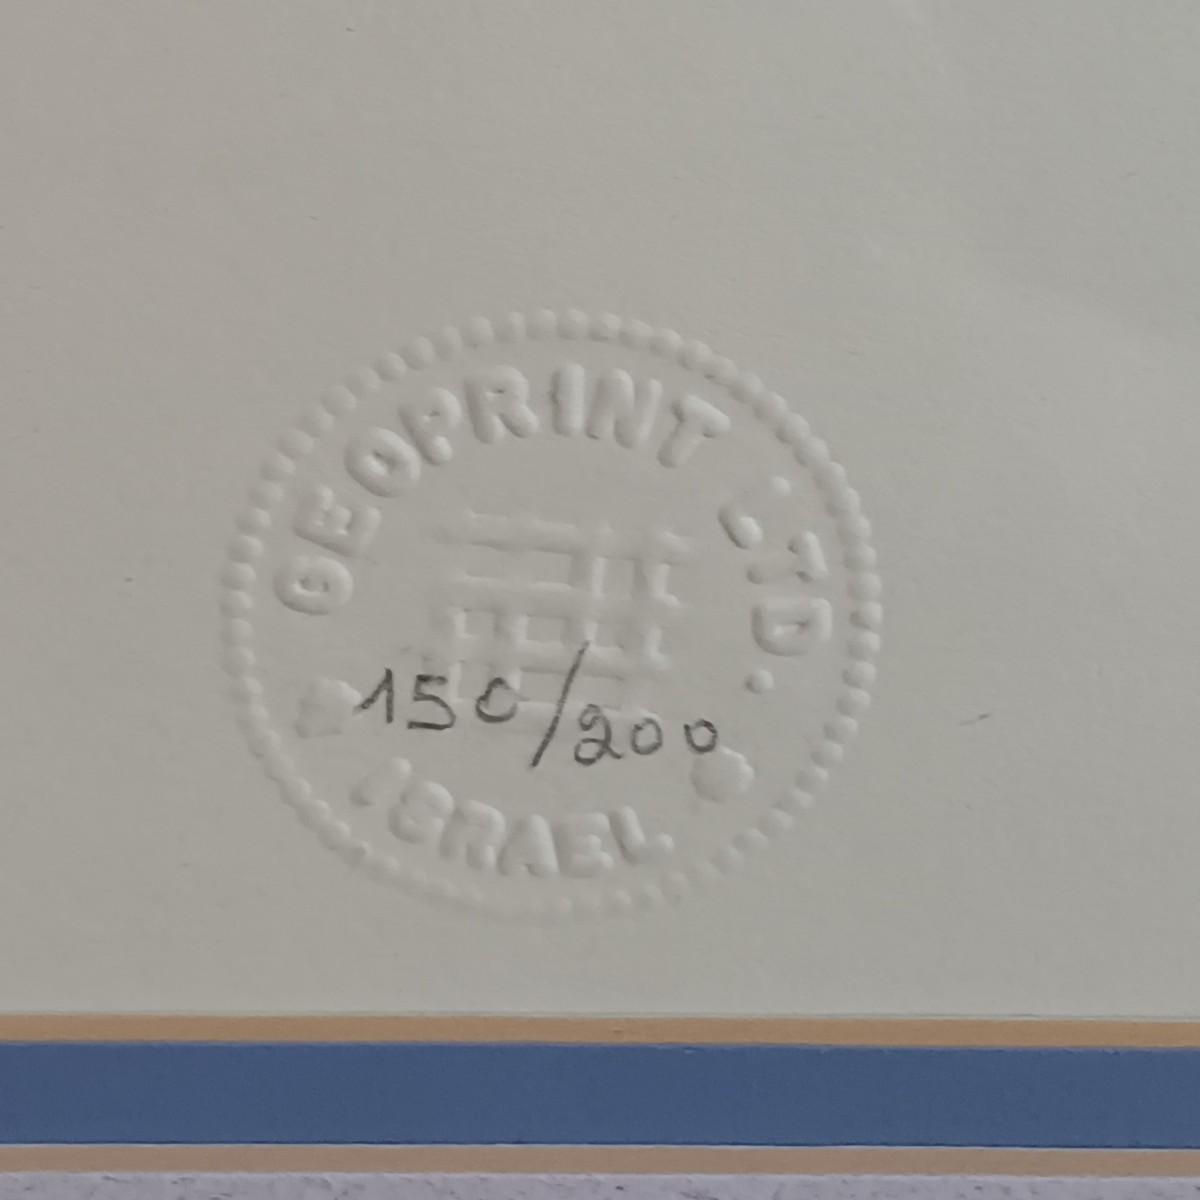 GEOPRINT LTD.
150/200
ISRAEL